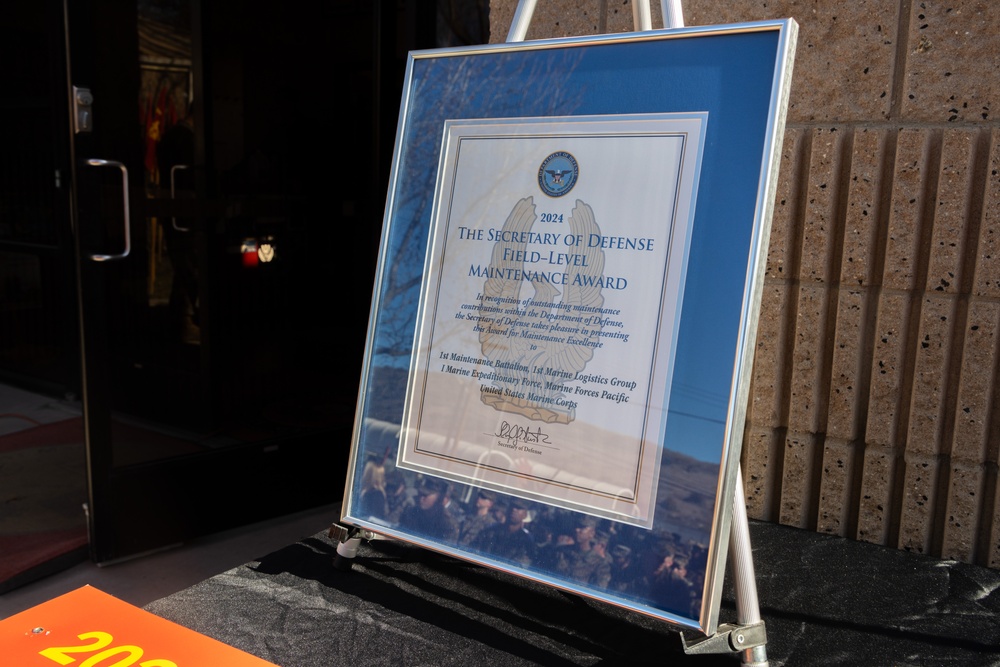 2024
THE SECRETARY OF DEFENSE
FIELD–LEVEL
MAINTENANCE AWARD
In recognition of outstanding maintenance
contributions within the Department of Defense,
the Secretary of Defense takes pleasure in presenting
this Award for Maintenance Excellence
to
1st Maintenance Battalion, 1st Marine Logistics Group
I Marine Expeditionary Force, Marine Forces Pacific
United States Marine Corps
Secretary of Defense